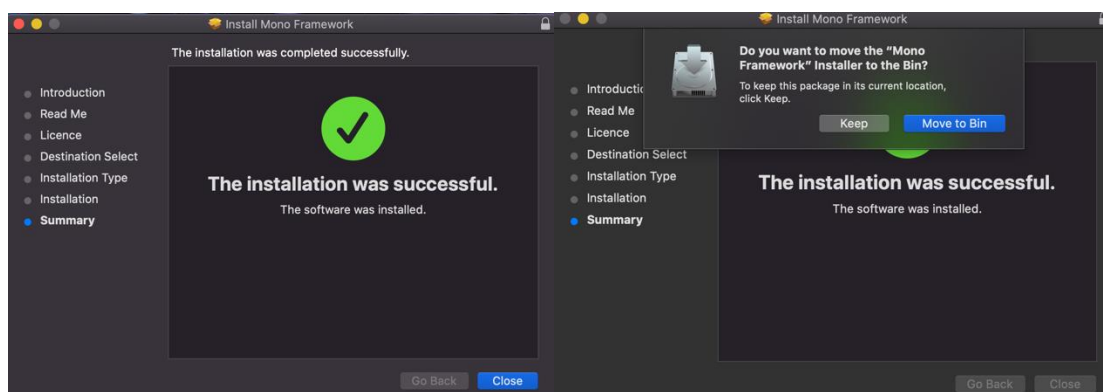 Install Mono Framework
The installation was completed successfully.
Introduction
Read Me
Licence
Destination Select
Installation Type
Installation
Summary
The installation was successful.
The software was installed.
Go Back
Close
Install Mono Framework
Do you want to move the “Mono
Framework” Installer to the Bin?
To keep this package in its current location,
click Keep.
Keep
Move to Bin
Introductio
Read Me
Licence
Destination Select
Installation Type
Installation
Summary
The installation was successful.
The software was installed.
Go Back
Close